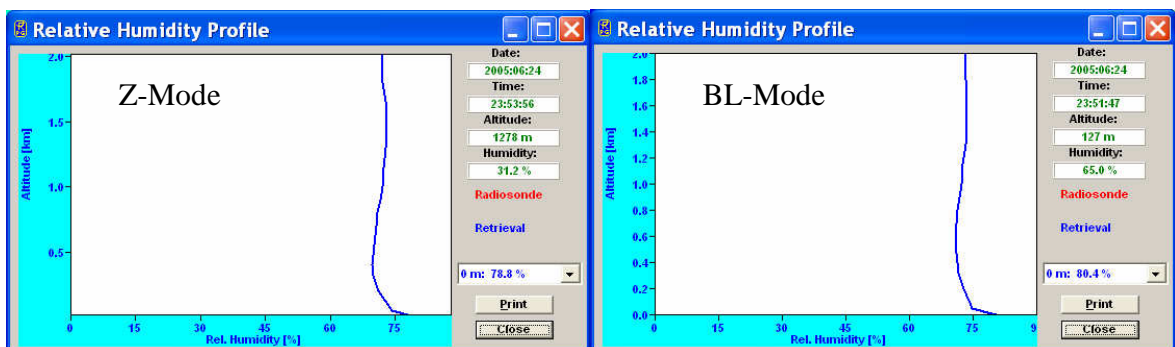 Relative Humidity Profile
Z-Mode
Altitude [km]
2.0
1.5
1.0
0.5
0
15
30
45
60
75
Rel. Humidity [%]
Date:
2005:06:24
Time:
23:53:56
Altitude:
1278 m
Humidity:
31.2 %
Radiosonde
Retrieval
0 m: 78.8 %
Print
Close
Relative Humidity Profile
BL-Mode
Altitude [km]
2.0
1.8
1.6
1.4
1.2
1.0
0.8
0.6
0.4
0.2
0.0
0
15
30
45
60
75
9
Rel. Humidity [%]
Date:
2005:06:24
Time:
23:51:47
Altitude:
127 m
Humidity:
65.0 %
Radiosonde
Retrieval
0 m: 80.4 %
Print
Close